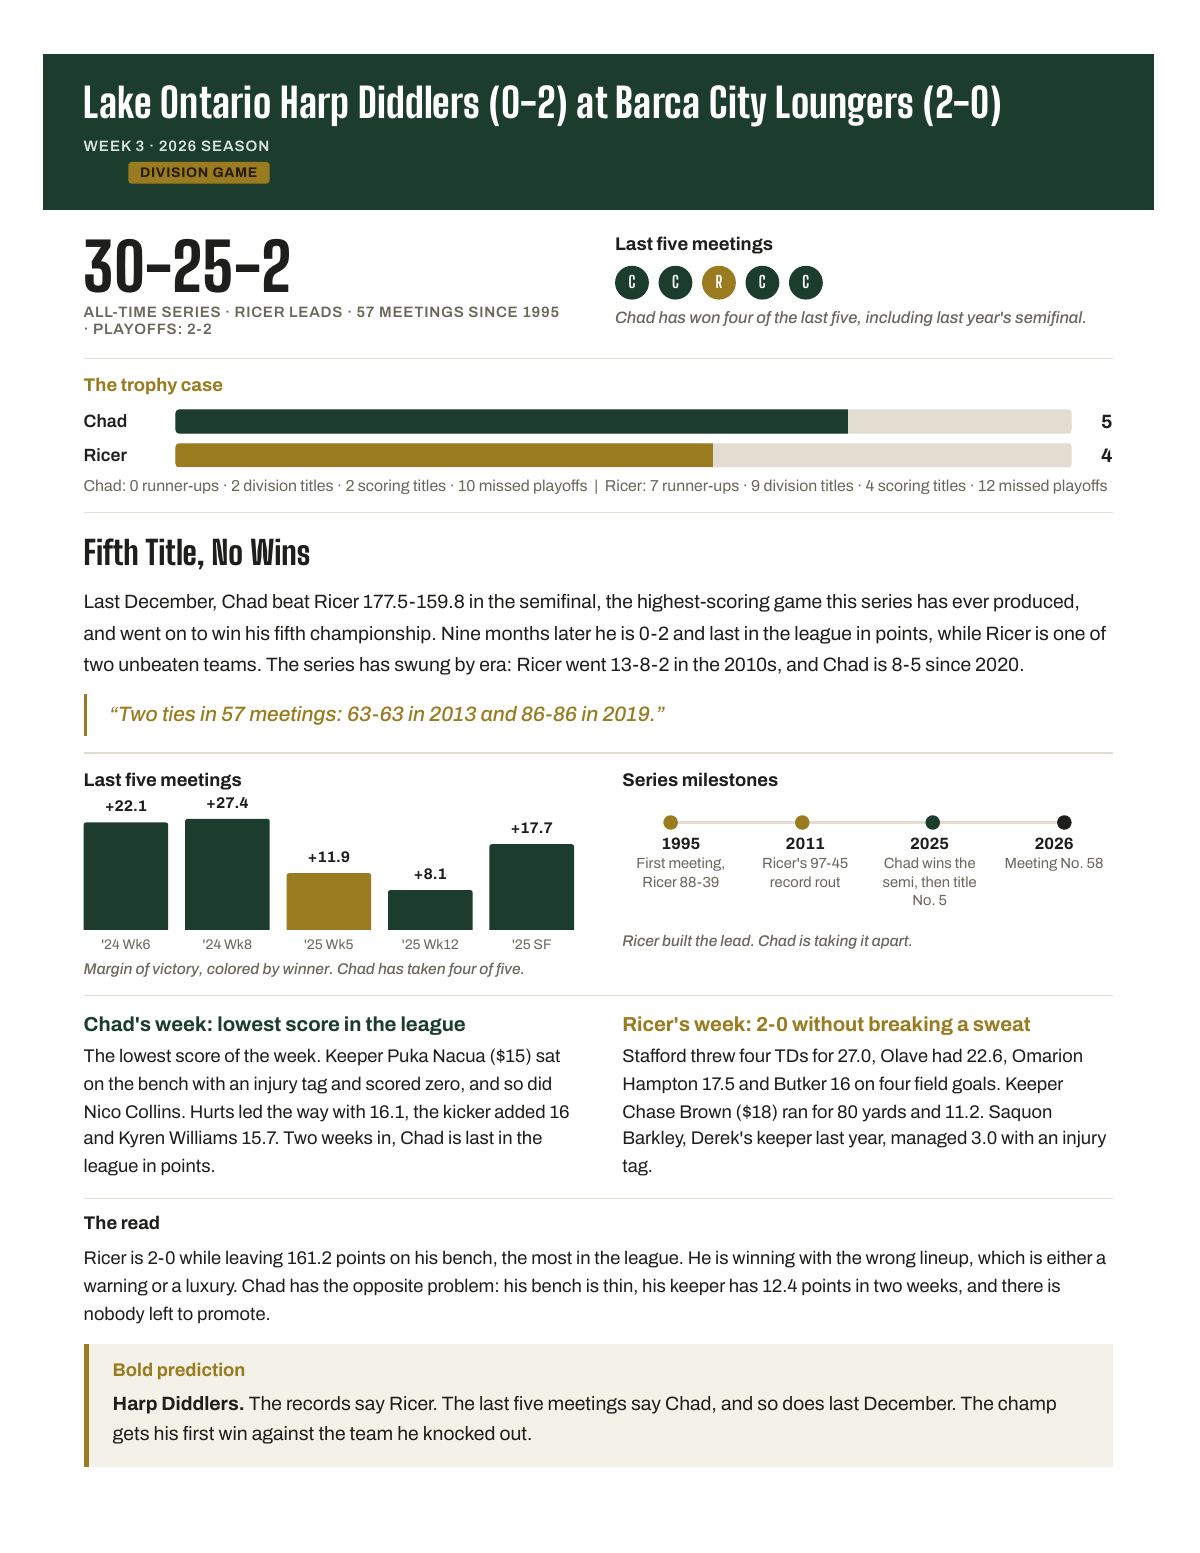 Lake Ontario Harp Diddlers (0–2) at Barca City Loungers (2–0)
WEEK 3 · 2026 SEASON
DIVISION GAME
30–25–2
ALL-TIME SERIES · RICER LEADS · 57 MEETINGS SINCE 1995
· PLAYOFFS: 2-2
Last five meetings
C C R C C
Chad has won four of the last five, including last year's semifinal.
The trophy case
Chad 5
Ricer 4
Chad: 0 runner-ups · 2 division titles · 2 scoring titles · 10 missed playoffs | Ricer: 7 runner-ups · 9 division titles · 4 scoring titles · 12 missed playoffs
Fifth Title, No Wins
Last December, Chad beat Ricer 177.5-159.8 in the semifinal, the highest-scoring game this series has ever produced,
and went on to win his fifth championship. Nine months later he is 0-2 and last in the league in points, while Ricer is one of
two unbeaten teams. The series has swung by era: Ricer went 13-8-2 in the 2010s, and Chad is 8-5 since 2020.
“Two ties in 57 meetings: 63-63 in 2013 and 86-86 in 2019.”
Last five meetings
+22.1 +27.4 +11.9 +8.1 +17.7
'24 Wk6 '24 Wk8 '25 Wk5 '25 Wk12 '25 SF
Margin of victory, colored by winner. Chad has taken four of five.
Series milestones
1995 2011 2025 2026
First meeting, Ricer's 97-45 Chad wins the Meeting No. 58
Ricer 88-39 record rout semi, then title
No. 5
Ricer built the lead. Chad is taking it apart.
Chad's week: lowest score in the league
The lowest score of the week. Keeper Puka Nacua ($15) sat
on the bench with an injury tag and scored zero, and so did
Nico Collins. Hurts led the way with 16.1, the kicker added 16
and Kyren Williams 15.7. Two weeks in, Chad is last in the
league in points.
Ricer's week: 2-0 without breaking a sweat
Stafford threw four TDs for 27.0, Olave had 22.6, Omarion
Hampton 17.5 and Butker 16 on four field goals. Keeper
Chase Brown ($18) ran for 80 yards and 11.2. Saquon
Barkley, Derek's keeper last year, managed 3.0 with an injury
tag.
The read
Ricer is 2-0 while leaving 161.2 points on his bench, the most in the league. He is winning with the wrong lineup, which is either a
warning or a luxury. Chad has the opposite problem: his bench is thin, his keeper has 12.4 points in two weeks, and there is
nobody left to promote.
Bold prediction
Harp Diddlers. The records say Ricer. The last five meetings say Chad, and so does last December. The champ
gets his first win against the team he knocked out.